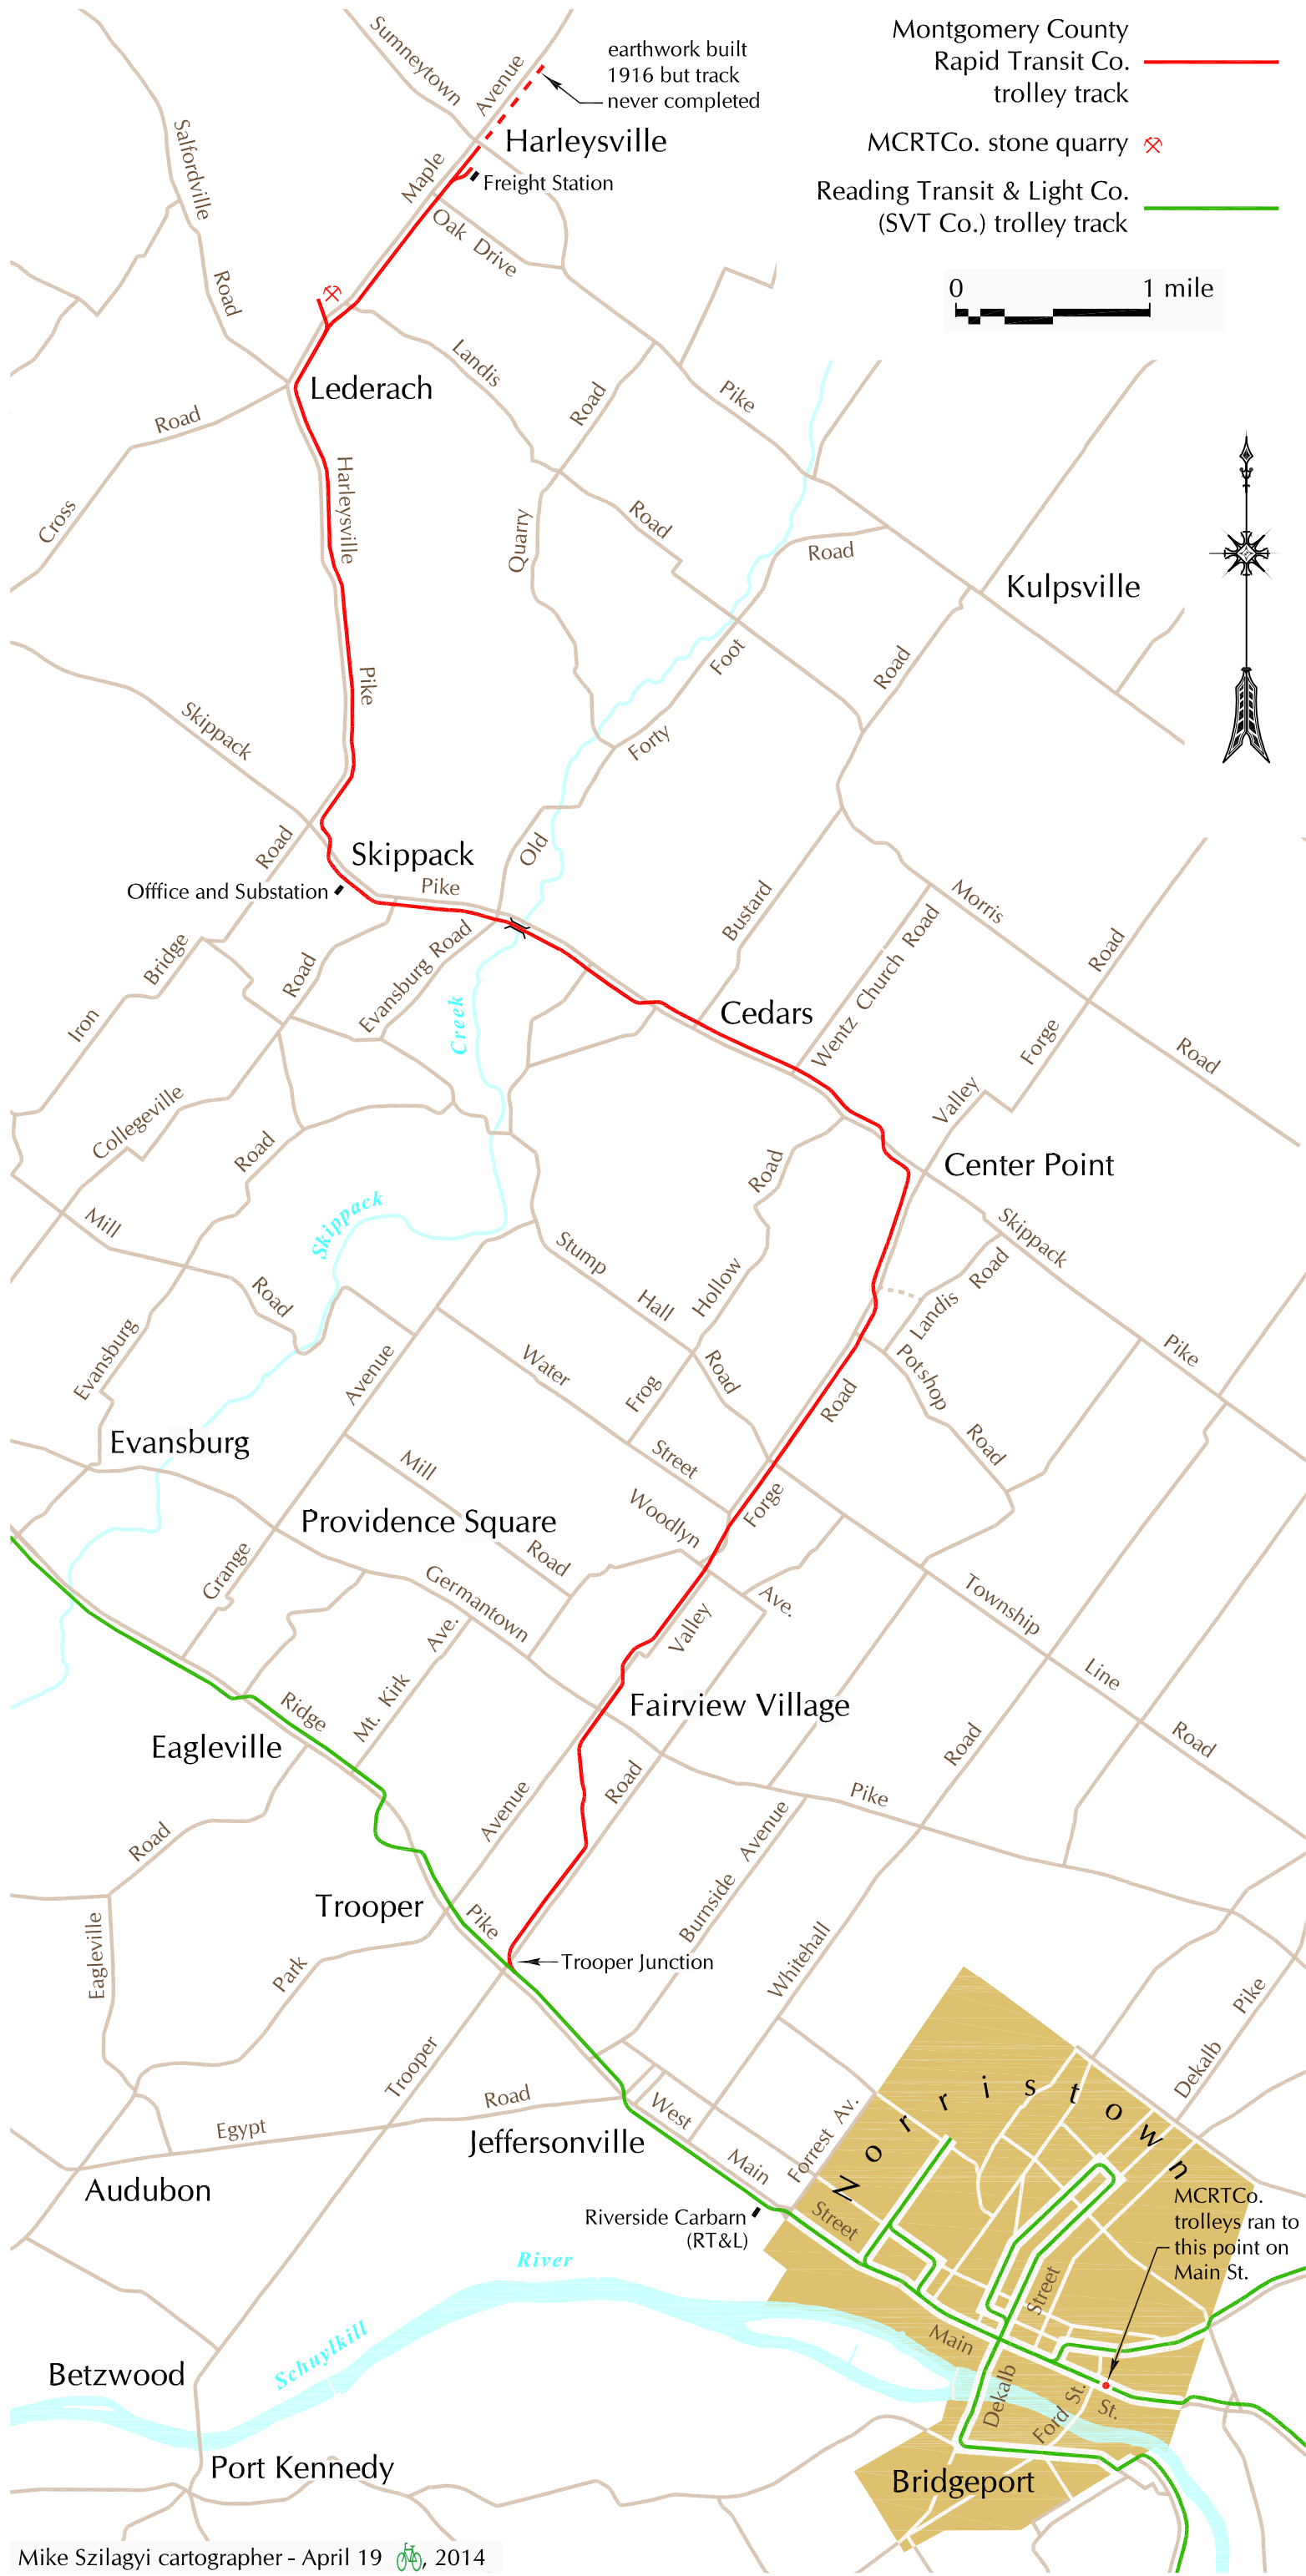 Montgomery County
Rapid Transit Co.
trolley track
MCRTCo. stone quarry
Reading Transit & Light Co.
(SVT Co.) trolley track
0 1 mile
earthwork built
1916 but track
never completed
Sumneytown
Avenue
Harleysville
Maple
Freight Station
Salfordville
Road
Oak Drive
Landis
Road
Pike
Lederach
Road
Cross
Harleysville
Quarry
Road
Road
Kulpsville
Pike
Foot
Road
Forty
Skippack
Road
Skippack
Old
Offfice and Substation
Pike
Bustard
Morris
Road
Bridge
Road
Evansburg Road
Wentz Church Road
Iron
Creek
Cedars
Forge
Road
Collegeville
Valley
Road
Road
Center Point
Mill
Skippack
Stump
Skippack
Road
Hall
Hollow
Landis Road
Evansburg
Water
Avenue
Frog
Road
Potshop
Pike
Road
Road
Evansburg
Mill
Street
Forge
Providence Square
Woodlyn
Road
Grange
Germantown
Ave.
Valley
Township
Ave.
Line
Mt. Kirk
Ridge
Fairview Village
Road
Eagleville
Road
Road
Avenue
Pike
Road
Avenue
Trooper
Pike
Burnside
Eagleville
Park
Trooper Junction
Whitehall
Pike
Dekalb
Trooper
Norristown
Road
West
Egypt
Jeffersonville
Main
Forrest Av.
Audubon
Riverside Carbarn
(RT&L)
Street
MCRTCo.
trolleys ran to
this point on
Main St.
River
Street
Schuylkill
Main
Betzwood
Dekalb
Ford St.
St.
Port Kennedy
Bridgeport
Mike Szilagyi cartographer - April 19 , 2014